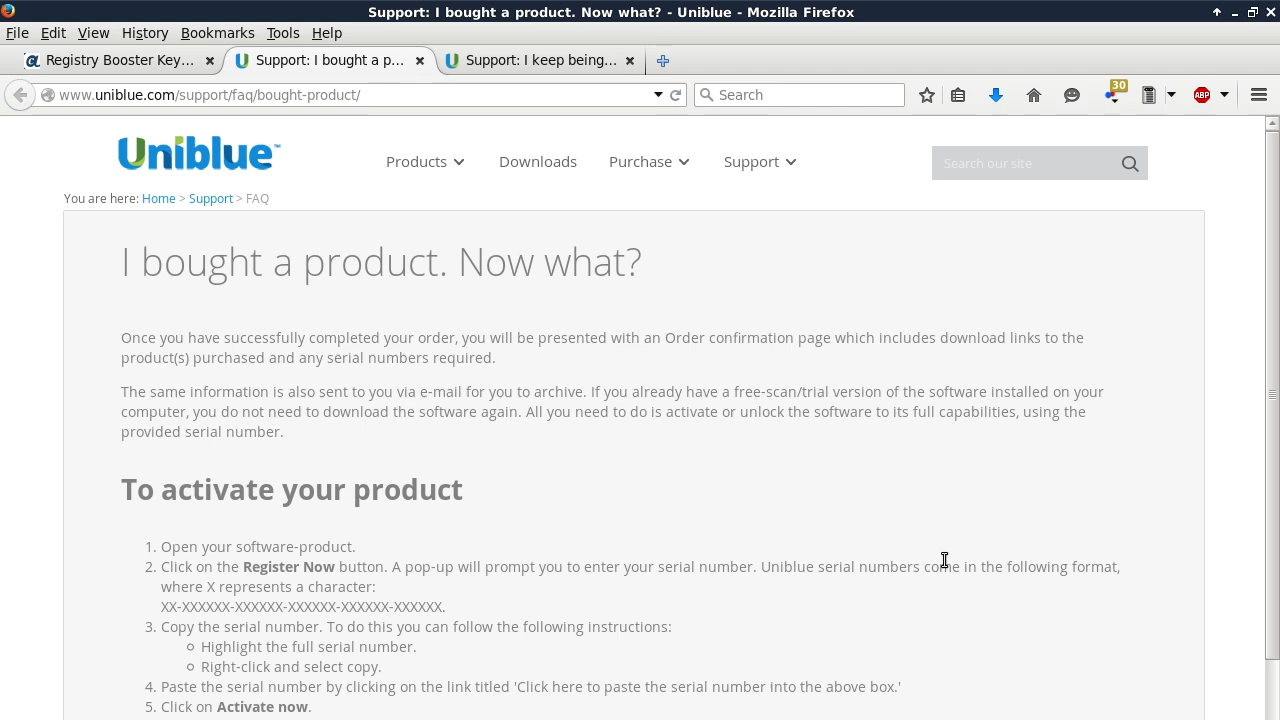 Support: I bought a product. Now what? - Uniblue - Mozilla Firefox
File Edit View History Bookmarks Tools Help
Registry Booster Key... Support: I bought a p... Support: I keep being...
www.uniblue.com/support/faq/bought-product/ Search 30 ABP
Uniblue™ Products Downloads Purchase Support Search our site
You are here: Home > Support > FAQ
I bought a product. Now what?
Once you have successfully completed your order, you will be presented with an Order confirmation page which includes download links to the
product(s) purchased and any serial numbers required.
The same information is also sent to you via e-mail for you to archive. If you already have a free-scan/trial version of the software installed on your
computer, you do not need to download the software again. All you need to do is activate or unlock the software to its full capabilities, using the
provided serial number.
To activate your product
1. Open your software-product.
2. Click on the Register Now button. A pop-up will prompt you to enter your serial number. Uniblue serial numbers come in the following format,
where X represents a character:
XX-XXXXXX-XXXXXX-XXXXXX-XXXXXX-XXXXXX.
3. Copy the serial number. To do this you can follow the following instructions:
Highlight the full serial number.
Right-click and select copy.
4. Paste the serial number by clicking on the link titled 'Click here to paste the serial number into the above box.'
5. Click on Activate now.